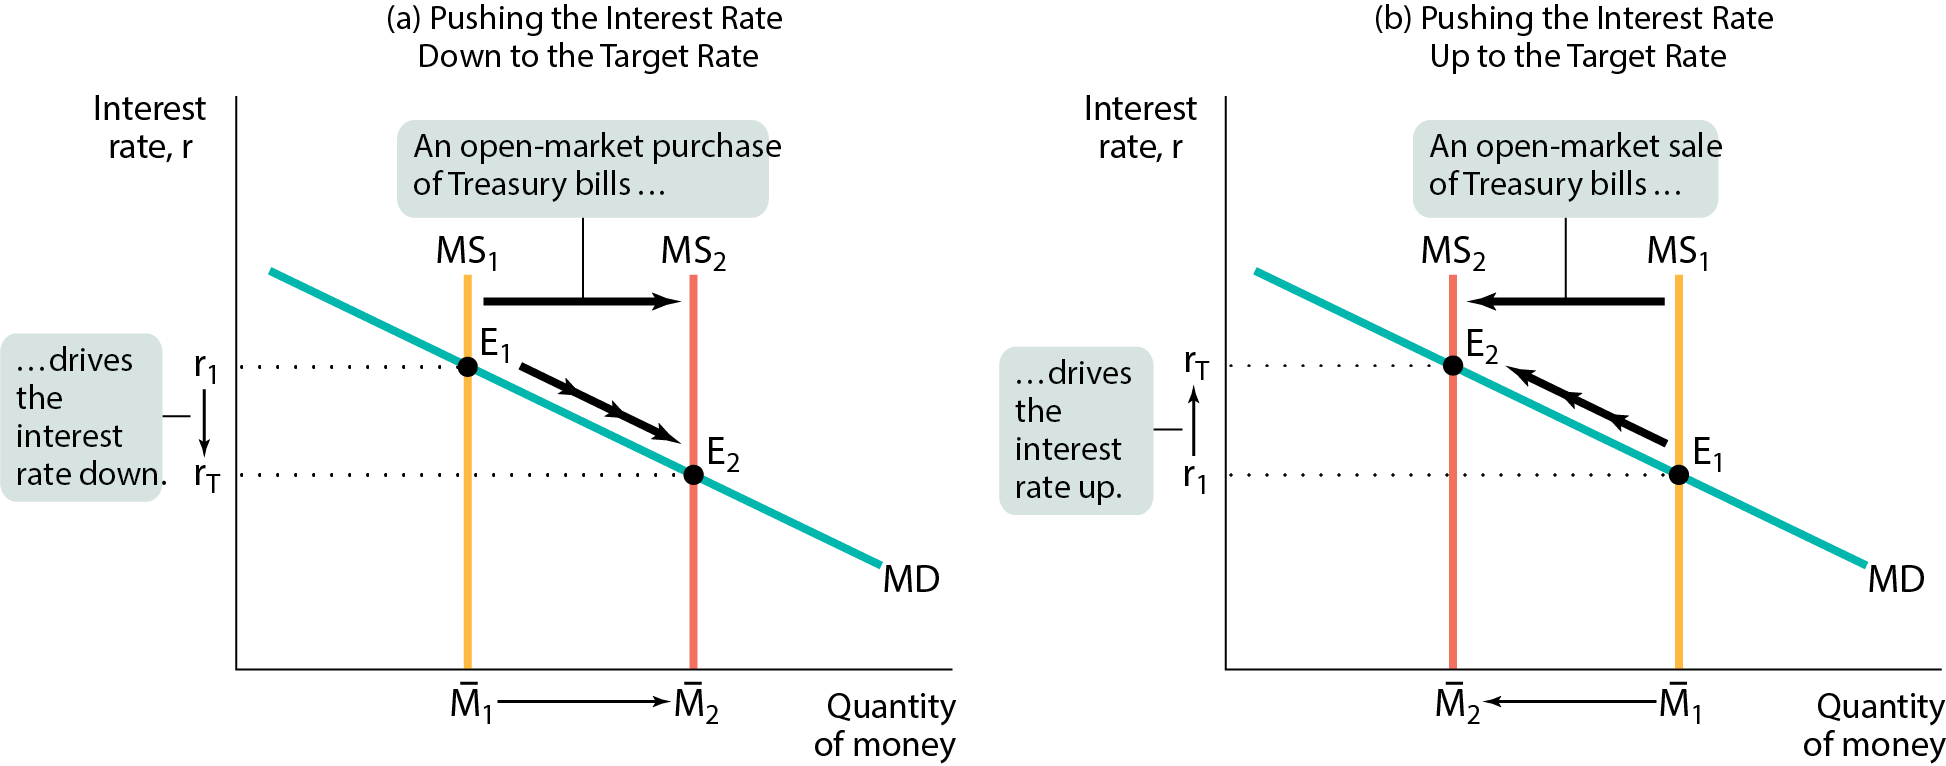 (a) Pushing the Interest Rate
Down to the Target Rate
Interest
rate, r
An open-market purchase
of Treasury bills …
MS₁
MS₂
E₁
…drives
the
interest
rate down.
r₁
r_T
E₂
MD
M̄₁
M̄₂
Quantity
of money
(b) Pushing the Interest Rate
Up to the Target Rate
Interest
rate, r
An open-market sale
of Treasury bills …
MS₂
MS₁
E₂
…drives
the
interest
rate up.
r_T
r₁
E₁
MD
M̄₂
M̄₁
Quantity
of money